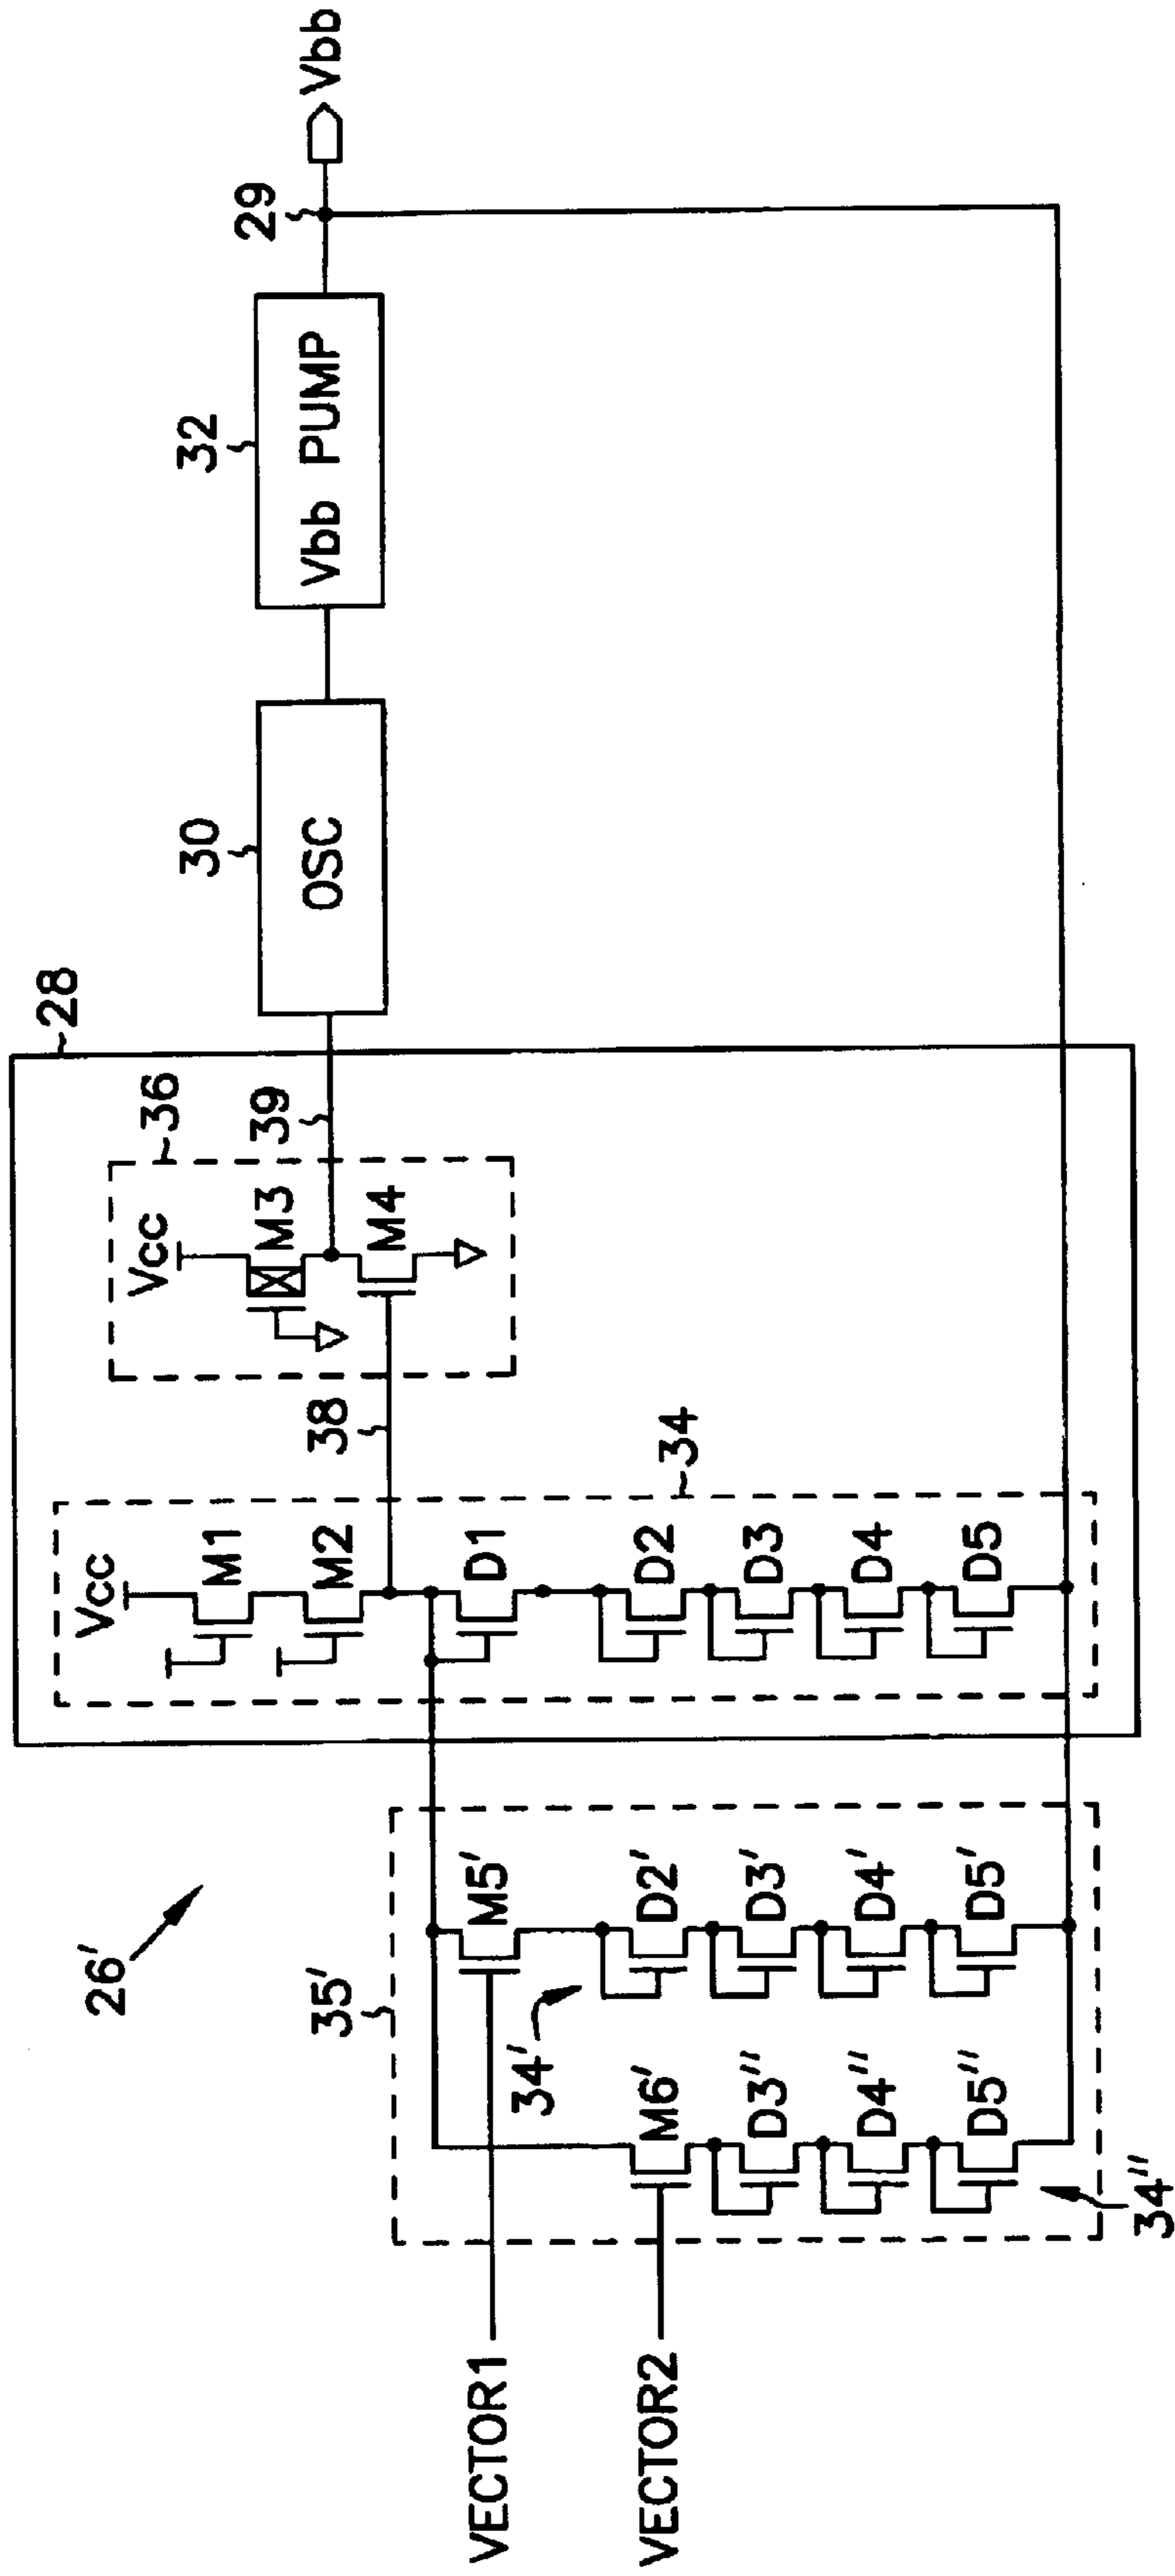 26'
28
Vcc
36
M3
M4
39
30
OSC
32
Vbb PUMP
29
Vbb
38
Vcc
M1
M2
D1
D2
D3
D4
D5
34
35'
M5'
34'
D2'
D3'
D4'
D5'
M6'
D3''
D4''
D5''
34''
VECTOR1
VECTOR2